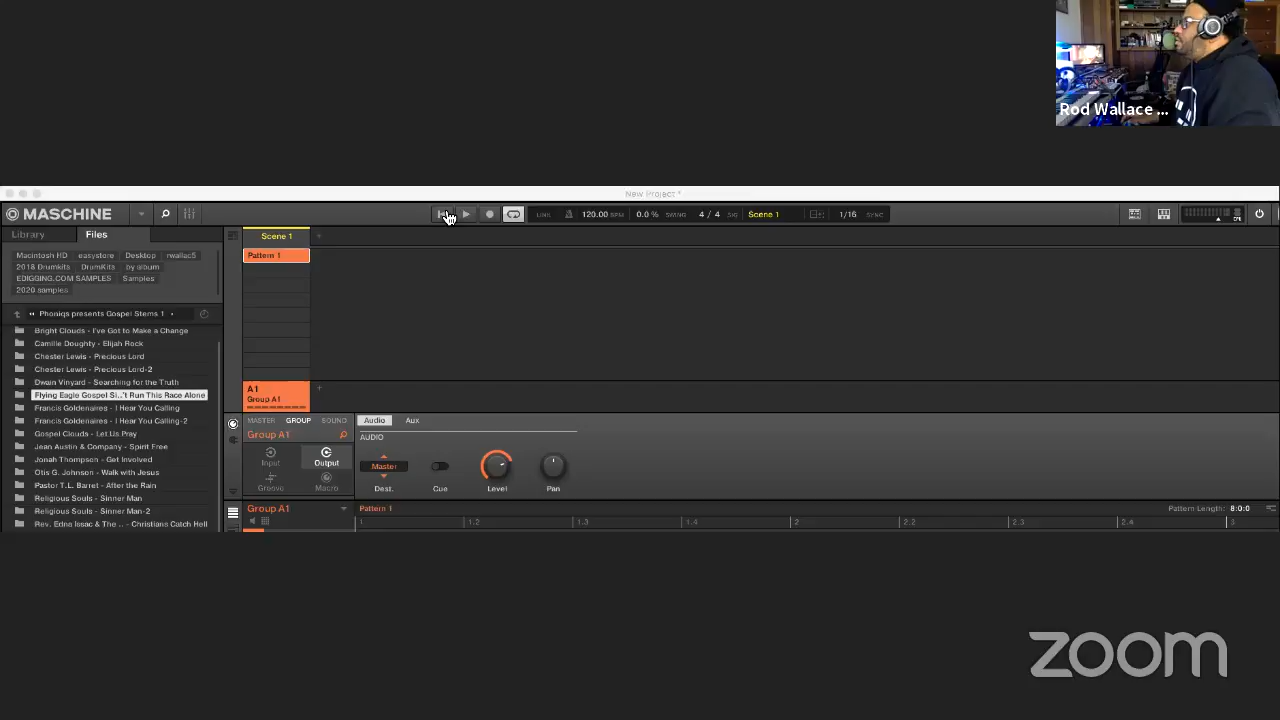 Rod Wallace ...
New Project *
MASCHINE
LINK 120.00 BPM 0.0 % SWING 4 / 4 SIG Scene 1 1/16 SYNC
Library Files
Scene 1
Macintosh HD easystore Desktop rwallac5
2018 Drumkits DrumKits by album
EDIGGING.COM SAMPLES Samples
2020 samples
Pattern 1
Phoniqs presents Gospel Stems 1
Bright Clouds - I've Got to Make a Change
Camille Doughty - Elijah Rock
Chester Lewis - Precious Lord
Chester Lewis - Precious Lord-2
Dwain Vinyard - Searching for the Truth
Flying Eagle Gospel Si...'t Run This Race Alone
Francis Goldenaires - I Hear You Calling
Francis Goldenaires - I Hear You Calling-2
Gospel Clouds - Let Us Pray
Jean Austin & Company - Spirit Free
Jonah Thompson - Get Involved
Otis G. Johnson - Walk with Jesus
Pastor T.L. Barret - After the Rain
Religious Souls - Sinner Man
Religious Souls - Sinner Man-2
Rev. Edna Issac & The .. - Christians Catch Hell
A1
Group A1
MASTER GROUP SOUND
Group A1
Input Output
Groove Macro
Audio Aux
AUDIO
Master
Dest. Cue Level Pan
Group A1 Pattern 1 Pattern Length: 8:0:0
1 1.2 1.3 1.4 2 2.2 2.3 2.4 3
zoom